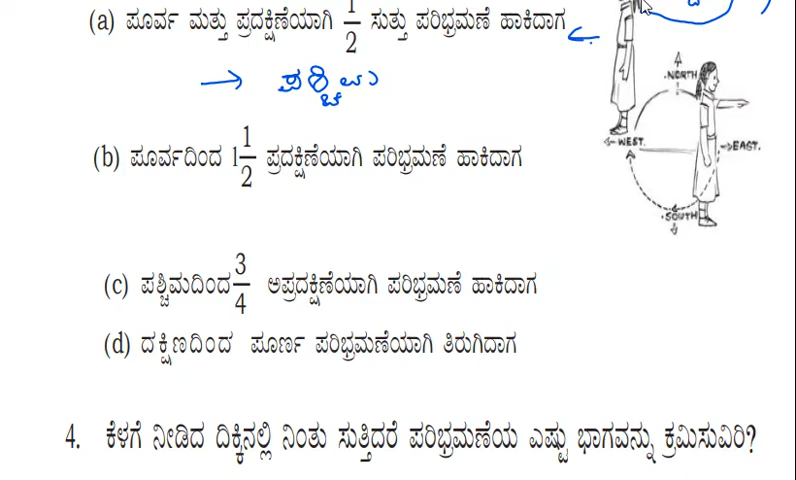 (a) ಪೂರ್ವ ಮತ್ತು ಪ್ರದಕ್ಷಿಣೆಯಾಗಿ 1/2 ಸುತ್ತು ಪರಿಭ್ರಮಣೆ ಹಾಕಿದಾಗ
→ ಪಶ್ಚಿಮ
NORTH
WEST.
EAST.
SOUTH
(b) ಪೂರ್ವದಿಂದ 1 1/2 ಪ್ರದಕ್ಷಿಣೆಯಾಗಿ ಪರಿಭ್ರಮಣೆ ಹಾಕಿದಾಗ
(c) ಪಶ್ಚಿಮದಿಂದ 3/4 ಅಪ್ರದಕ್ಷಿಣೆಯಾಗಿ ಪರಿಭ್ರಮಣೆ ಹಾಕಿದಾಗ
(d) ದಕ್ಷಿಣದಿಂದ ಪೂರ್ಣ ಪರಿಭ್ರಮಣೆಯಾಗಿ ತಿರುಗಿದಾಗ
4. ಕೆಳಗೆ ನೀಡಿದ ದಿಕ್ಕಿನಲ್ಲಿ ನಿಂತು ಸುತ್ತಿದರೆ ಪರಿಭ್ರಮಣೆಯ ಎಷ್ಟು ಭಾಗವನ್ನು ಕ್ರಮಿಸುವಿರಿ?